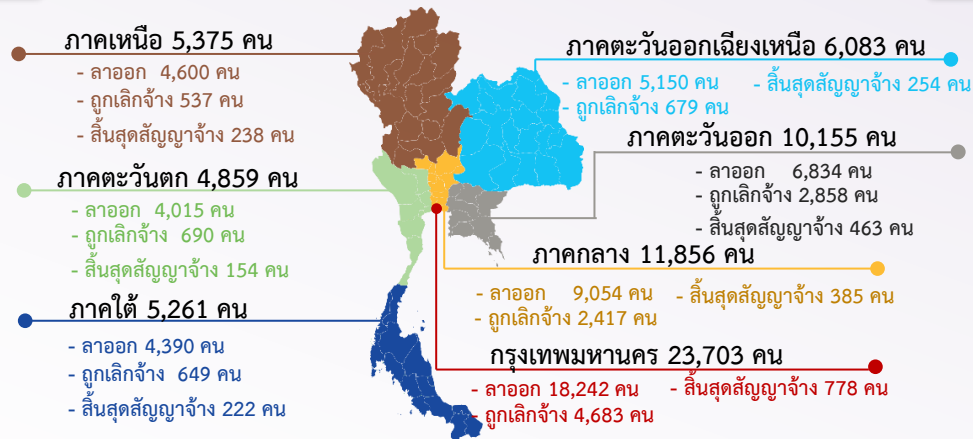 ภาคเหนือ 5,375 คน
- ลาออก 4,600 คน
- ถูกเลิกจ้าง 537 คน
- สิ้นสุดสัญญาจ้าง 238 คน
ภาคตะวันออกเฉียงเหนือ 6,083 คน
- ลาออก 5,150 คน
- สิ้นสุดสัญญาจ้าง 254 คน
- ถูกเลิกจ้าง 679 คน
ภาคตะวันออก 10,155 คน
- ลาออก 6,834 คน
- ถูกเลิกจ้าง 2,858 คน
- สิ้นสุดสัญญาจ้าง 463 คน
ภาคตะวันตก 4,859 คน
- ลาออก 4,015 คน
- ถูกเลิกจ้าง 690 คน
- สิ้นสุดสัญญาจ้าง 154 คน
ภาคกลาง 11,856 คน
- ลาออก 9,054 คน
- สิ้นสุดสัญญาจ้าง 385 คน
- ถูกเลิกจ้าง 2,417 คน
ภาคใต้ 5,261 คน
- ลาออก 4,390 คน
- ถูกเลิกจ้าง 649 คน
- สิ้นสุดสัญญาจ้าง 222 คน
กรุงเทพมหานคร 23,703 คน
- ลาออก 18,242 คน
- สิ้นสุดสัญญาจ้าง 778 คน
- ถูกเลิกจ้าง 4,683 คน